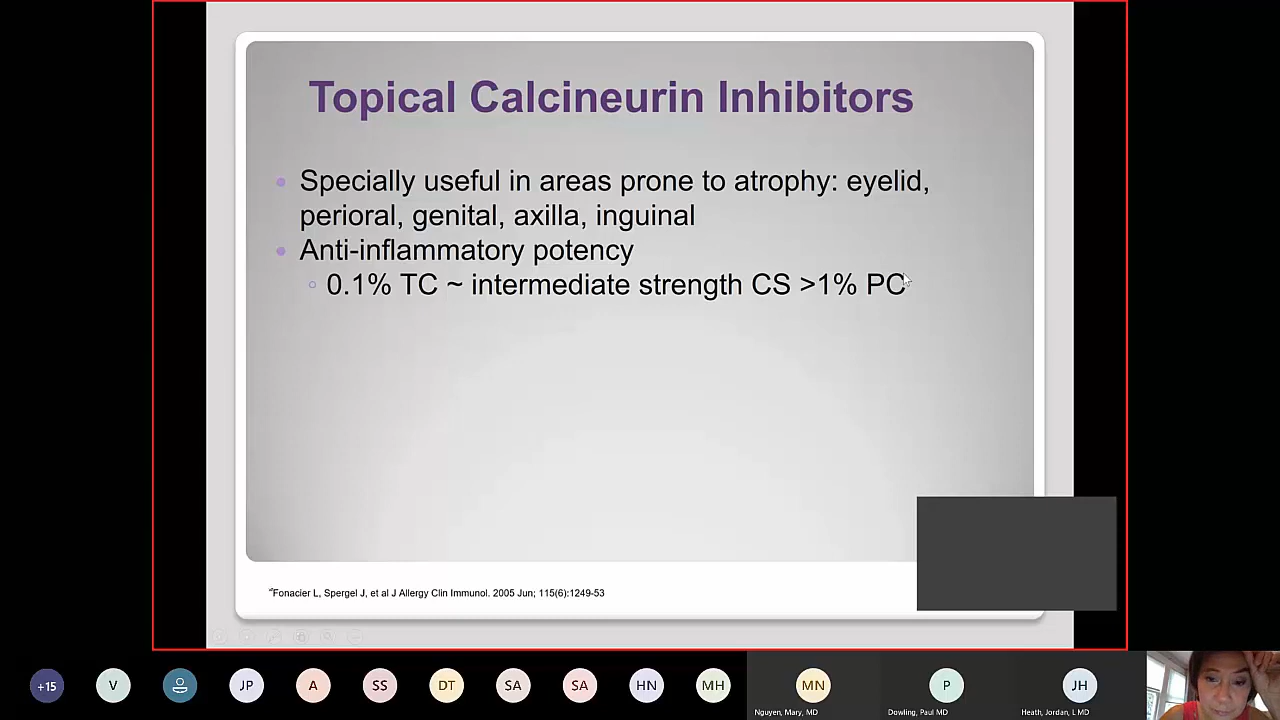 Topical Calcineurin Inhibitors
Specially useful in areas prone to atrophy: eyelid,
perioral, genital, axilla, inguinal
Anti-inflammatory potency
0.1% TC ~ intermediate strength CS >1% PC
Fonacier L, Spergel J, et al J Allergy Clin Immunol. 2005 Jun; 115(6):1249-53
+15
V
JP
A
SS
DT
SA
SA
HN
MH
MN
P
JH
Nguyen, Mary, MD
Dowling, Paul MD
Heath, Jordan, L MD